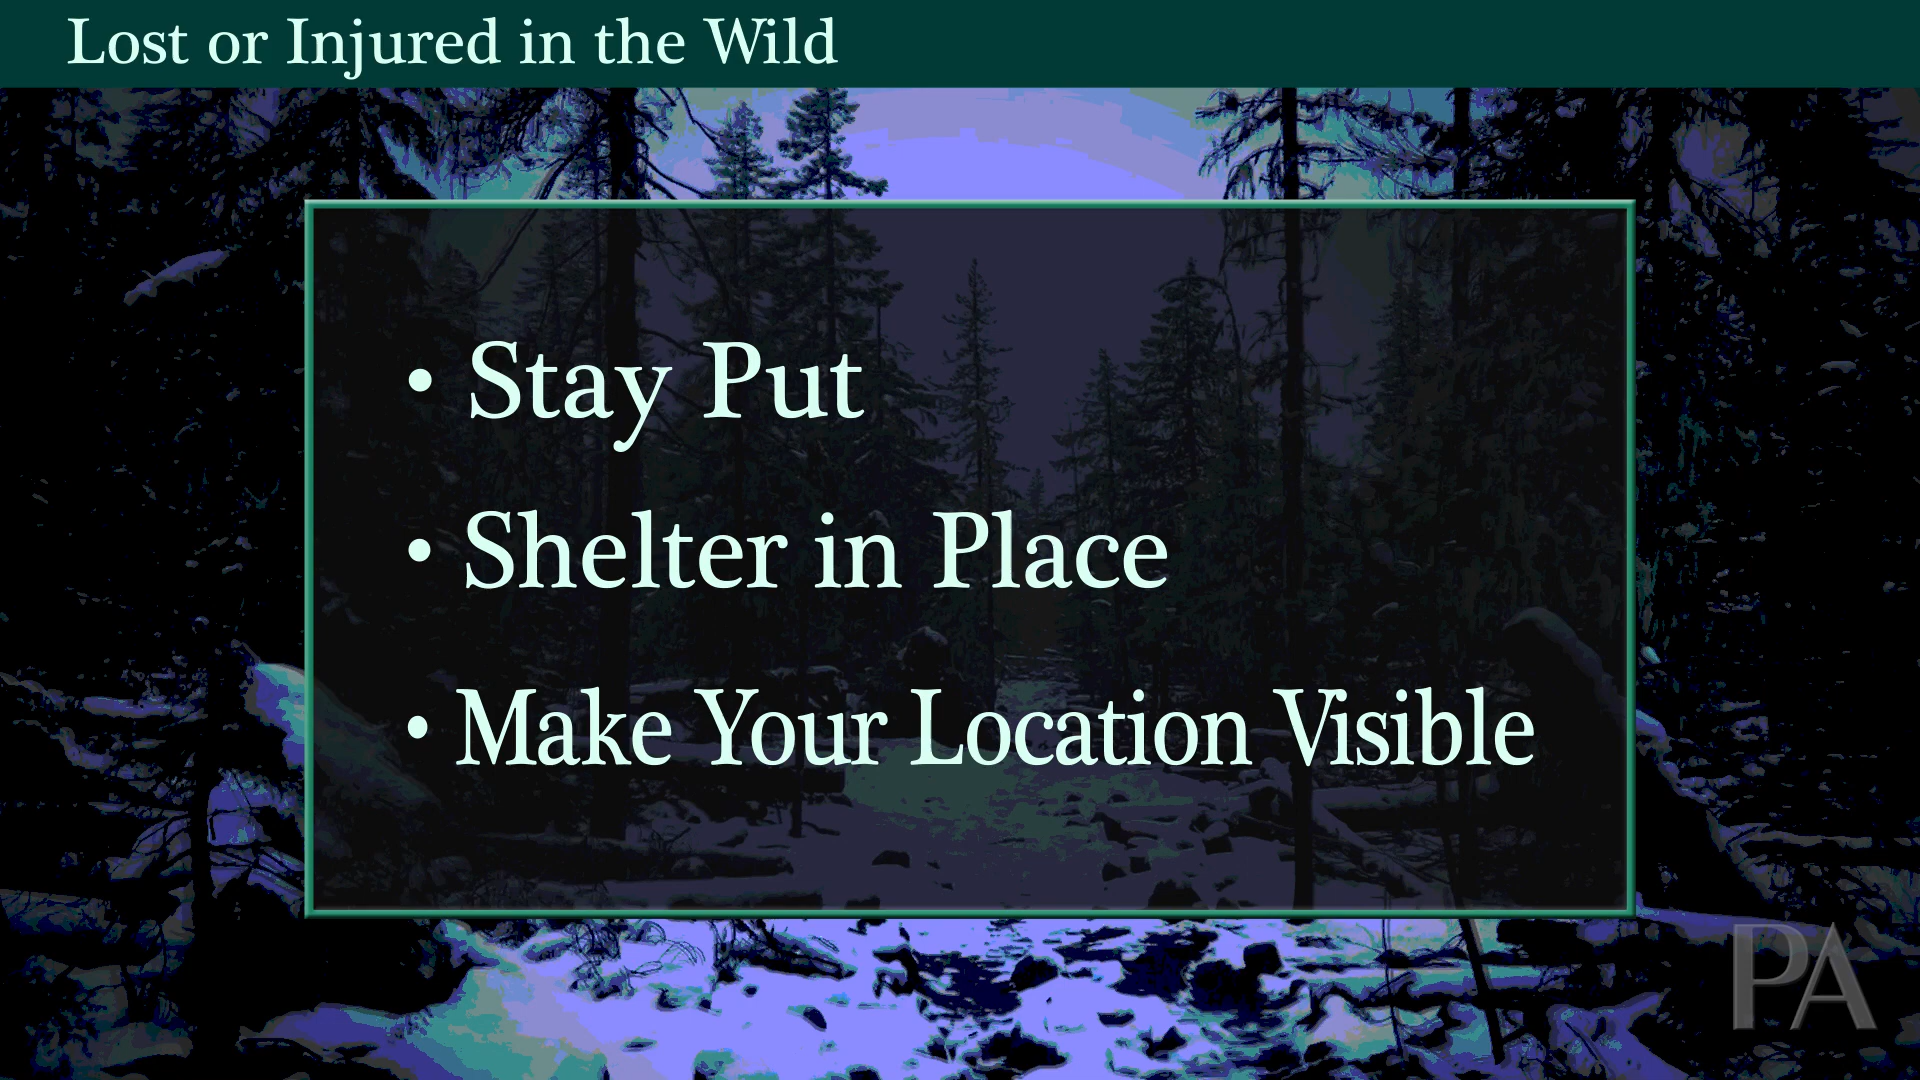 Lost or Injured in the Wild
• Stay Put
• Shelter in Place
• Make Your Location Visible
PA